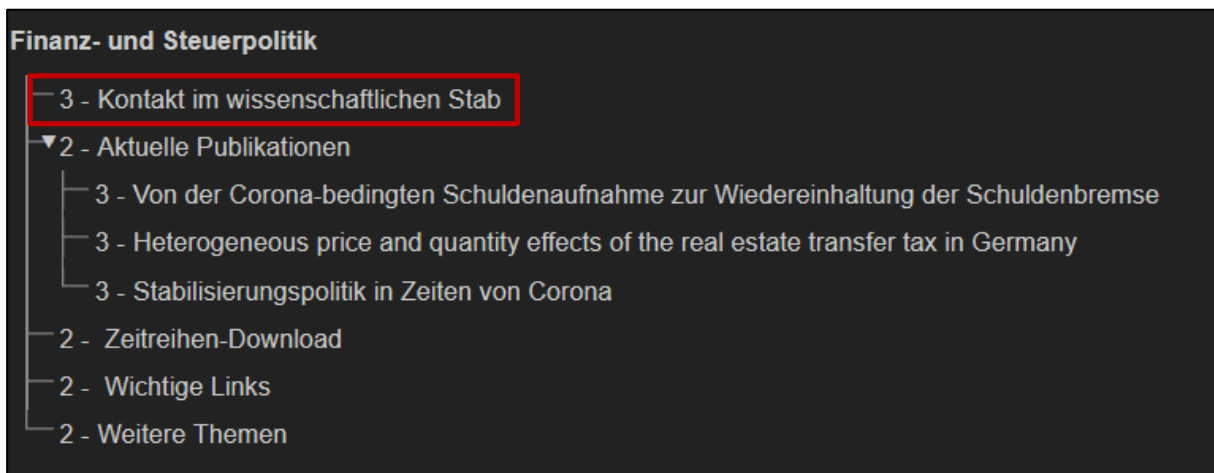 Finanz- und Steuerpolitik
3 - Kontakt im wissenschaftlichen Stab
2 - Aktuelle Publikationen
3 - Von der Corona-bedingten Schuldenaufnahme zur Wiedereinhaltung der Schuldenbremse
3 - Heterogeneous price and quantity effects of the real estate transfer tax in Germany
3 - Stabilisierungspolitik in Zeiten von Corona
2 - Zeitreihen-Download
2 - Wichtige Links
2 - Weitere Themen